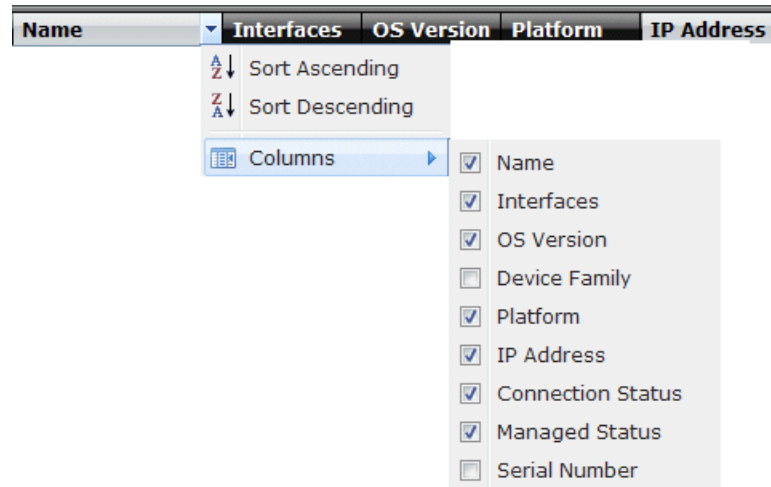 Name Interfaces OS Version Platform IP Address
Sort Ascending
Sort Descending
Columns
Name
Interfaces
OS Version
Device Family
Platform
IP Address
Connection Status
Managed Status
Serial Number